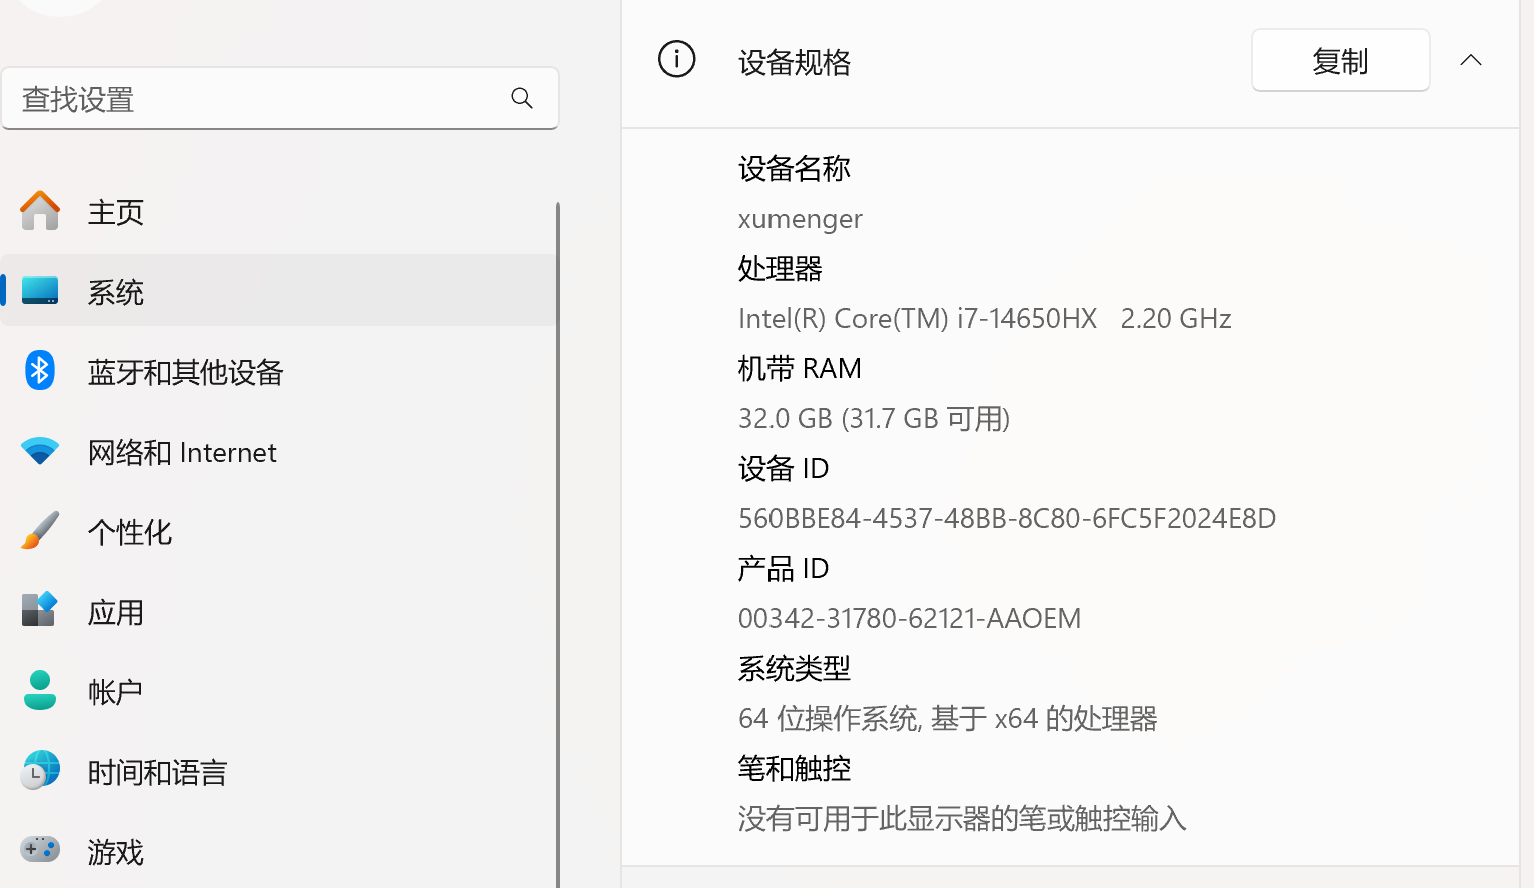 查找设置
主页
系统
蓝牙和其他设备
网络和 Internet
个性化
应用
帐户
时间和语言
游戏
设备规格
复制
设备名称
xumenger
处理器
Intel(R) Core(TM) i7-14650HX   2.20 GHz
机带 RAM
32.0 GB (31.7 GB 可用)
设备 ID
560BBE84-4537-48BB-8C80-6FC5F2024E8D
产品 ID
00342-31780-62121-AAOEM
系统类型
64 位操作系统, 基于 x64 的处理器
笔和触控
没有可用于此显示器的笔或触控输入